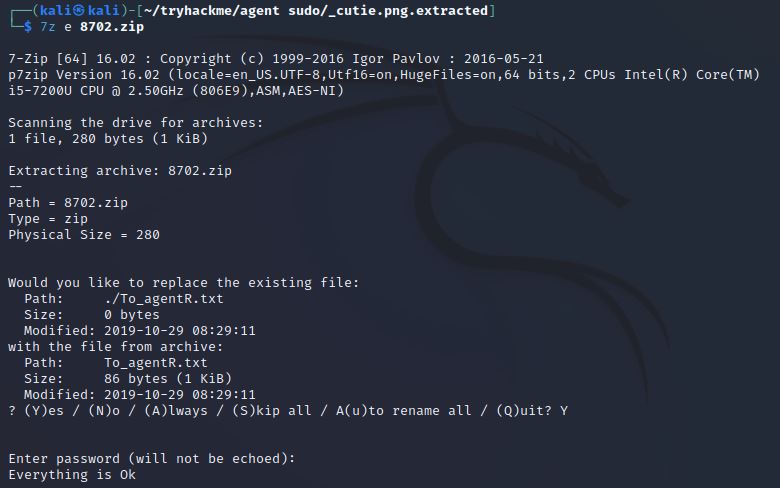 ┌──(kali㉿kali)-[~/tryhackme/agent sudo/_cutie.png.extracted]
└─$ 7z e 8702.zip
7-Zip [64] 16.02 : Copyright (c) 1999-2016 Igor Pavlov : 2016-05-21
p7zip Version 16.02 (locale=en_US.UTF-8,Utf16=on,HugeFiles=on,64 bits,2 CPUs Intel(R) Core(TM)
i5-7200U CPU @ 2.50GHz (806E9),ASM,AES-NI)
Scanning the drive for archives:
1 file, 280 bytes (1 KiB)
Extracting archive: 8702.zip
--
Path = 8702.zip
Type = zip
Physical Size = 280
Would you like to replace the existing file:
  Path:     ./To_agentR.txt
  Size:     0 bytes
  Modified: 2019-10-29 08:29:11
with the file from archive:
  Path:     To_agentR.txt
  Size:     86 bytes (1 KiB)
  Modified: 2019-10-29 08:29:11
? (Y)es / (N)o / (A)lways / (S)kip all / A(u)to rename all / (Q)uit? Y
Enter password (will not be echoed):
Everything is Ok